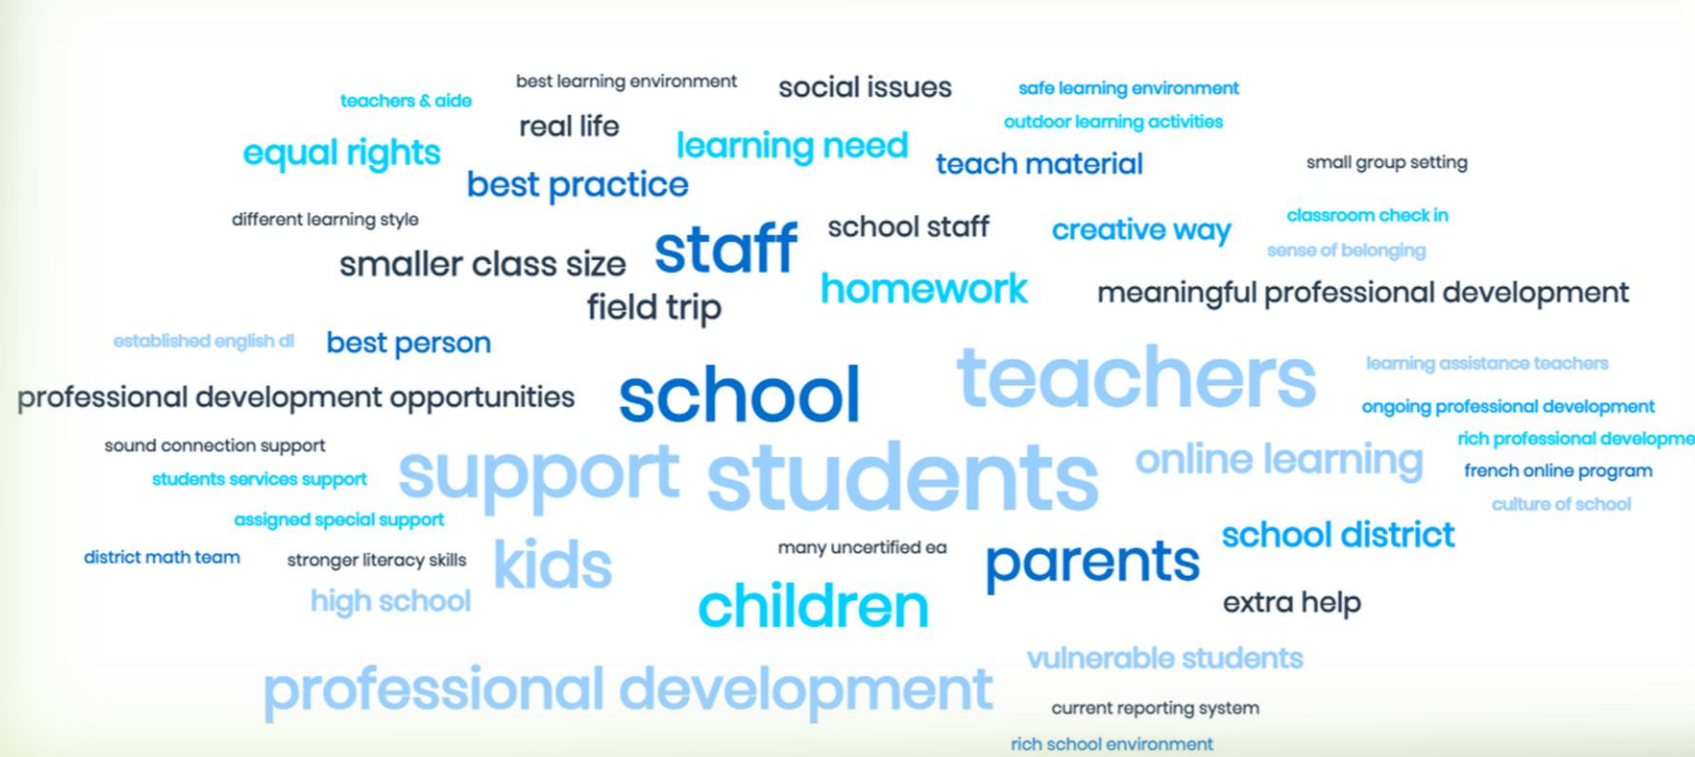 best learning environment
social issues
safe learning environment
teachers & aide
real life
outdoor learning activities
equal rights
learning need
teach material
small group setting
best practice
different learning style
staff
school staff
creative way
classroom check in
sense of belonging
smaller class size
field trip
homework
meaningful professional development
established english dl
best person
teachers
learning assistance teachers
professional development opportunities
school
ongoing professional development
sound connection support
support
students
online learning
rich professional developme
french online program
students services support
culture of school
assigned special support
school district
district math team
stronger literacy skills
kids
many uncertified ea
parents
high school
children
extra help
professional development
vulnerable students
current reporting system
rich school environment